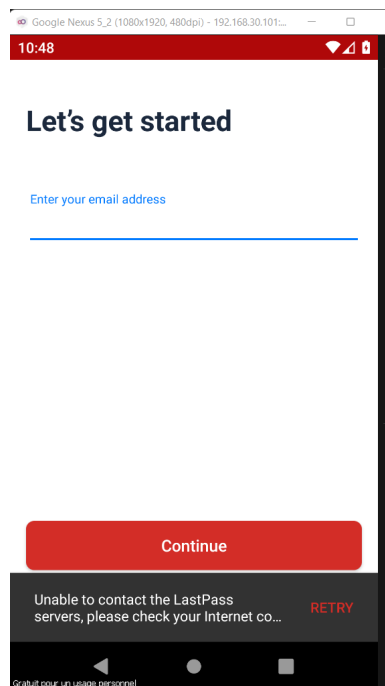 Google Nexus 5_2 (1080x1920, 480dpi) - 192.168.30.101:...
10:48
Let’s get started
Enter your email address
Continue
Unable to contact the LastPass
servers, please check your Internet co...
RETRY
Gratuit pour un usage personnel